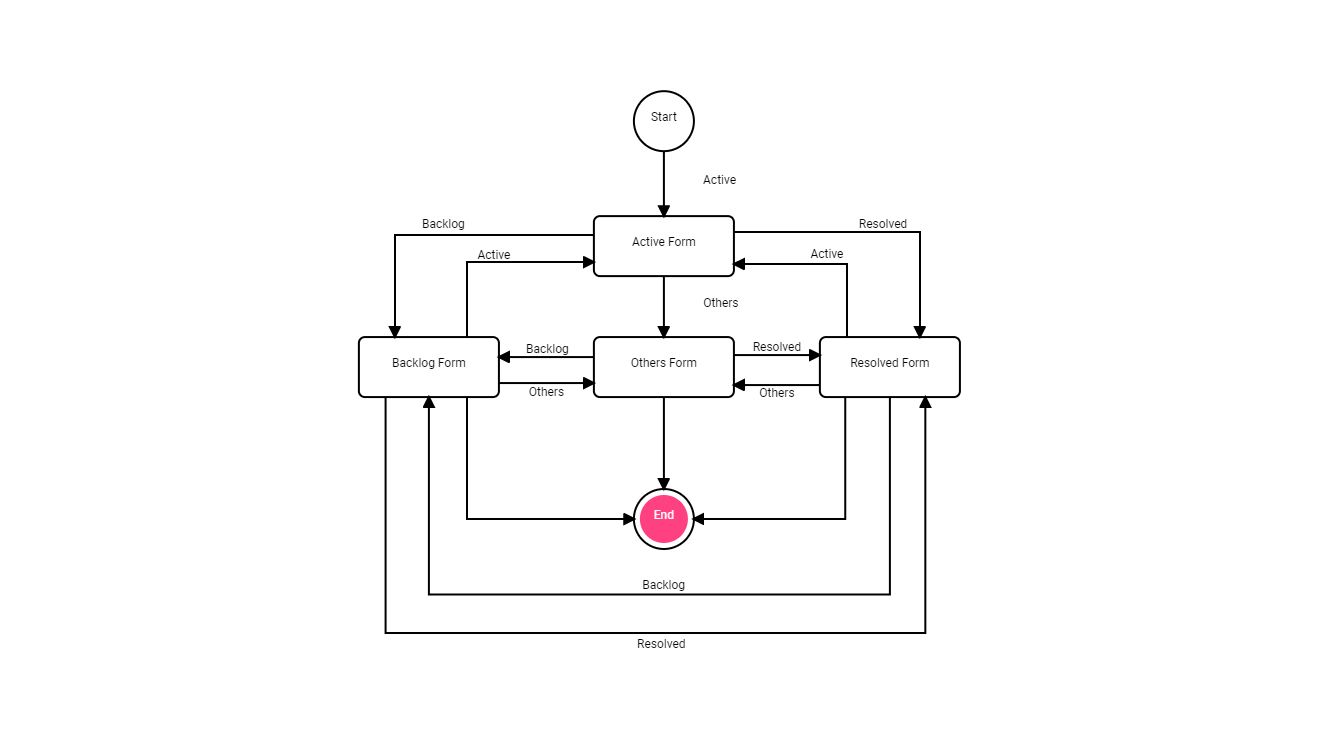 Start
Active
Backlog
Resolved
Active Form
Active
Active
Others
Backlog
Resolved
Backlog Form
Others Form
Resolved Form
Others
Others
End
Backlog
Resolved